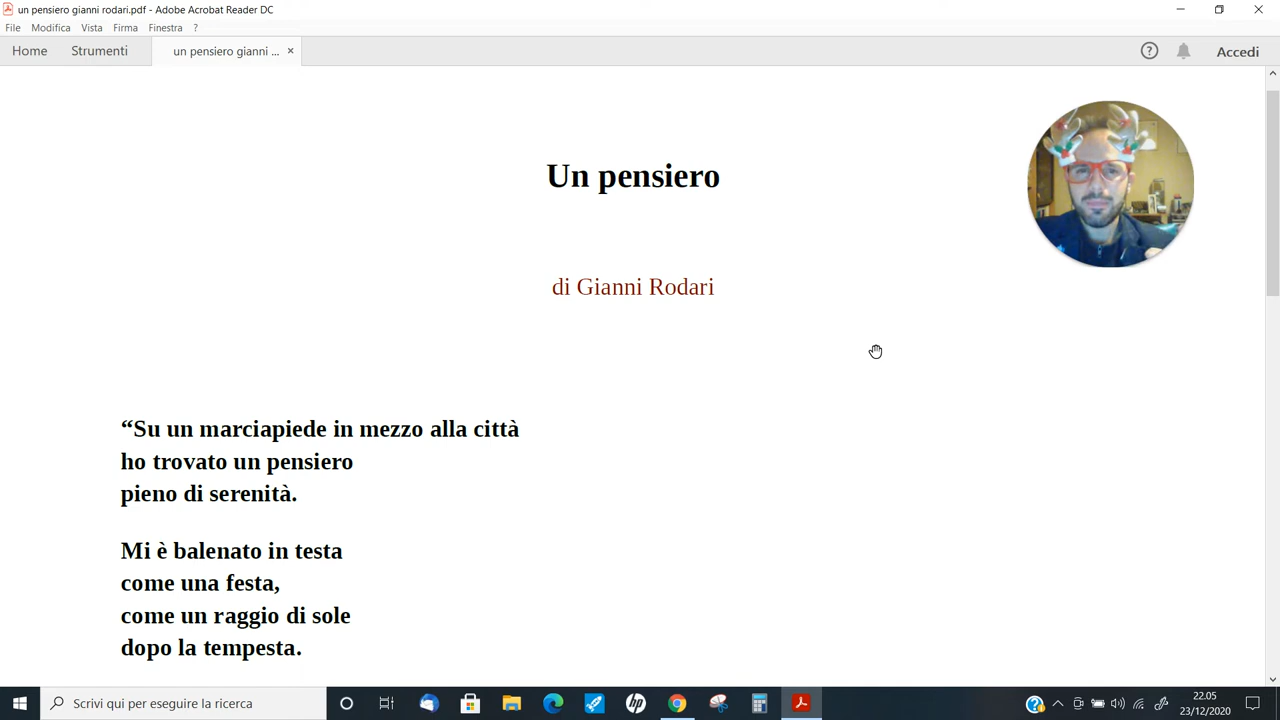 un pensiero gianni rodari.pdf - Adobe Acrobat Reader DC
File Modifica Vista Firma Finestra ?
Home Strumenti un pensiero gianni ... × Accedi
Un pensiero
di Gianni Rodari
“Su un marciapiede in mezzo alla città
ho trovato un pensiero
pieno di serenità.
Mi è balenato in testa
come una festa,
come un raggio di sole
dopo la tempesta.
Scrivi qui per eseguire la ricerca
hp
22.05
23/12/2020